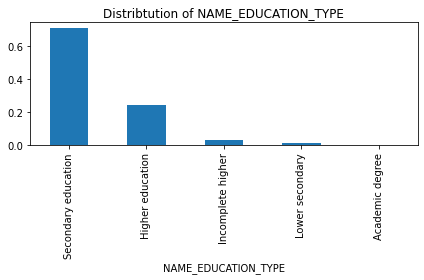 Distribtution of NAME_EDUCATION_TYPE
0.6
0.4
0.2
0.0
Secondary education
Higher education
Incomplete higher
Lower secondary
Academic degree
NAME_EDUCATION_TYPE